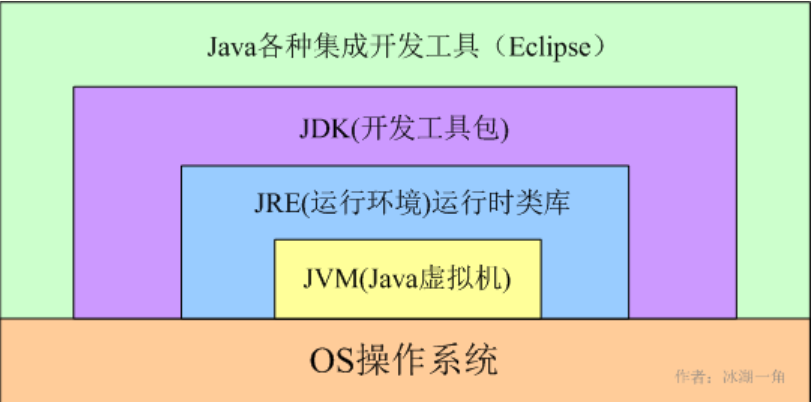 Java各种集成开发工具（Eclipse）
JDK(开发工具包)
JRE(运行环境)运行时类库
JVM(Java虚拟机)
OS操作系统
作者：冰湖一角